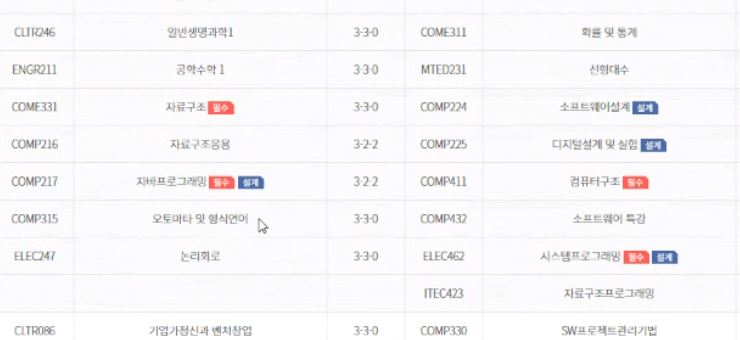 CLTR246 일반생명과학1 3-3-0 COME311 확률 및 통계
ENGR211 공학수학 1 3-3-0 MTED231 선형대수
COME331 자료구조 필수 3-3-0 COMP224 소프트웨어설계 설계
COMP216 자료구조응용 3-2-2 COMP225 디지털설계 및 실험 설계
COMP217 자바프로그래밍 필수 설계 3-2-2 COMP411 컴퓨터구조 필수
COMP315 오토마타 및 형식언어 3-3-0 COMP432 소프트웨어 특강
ELEC247 논리회로 3-3-0 ELEC462 시스템프로그래밍 필수 설계
ITEC423 자료구조프로그래밍
CLTR086 기업가정신과 벤처창업 3-3-0 COMP330 SW프로젝트관리기법